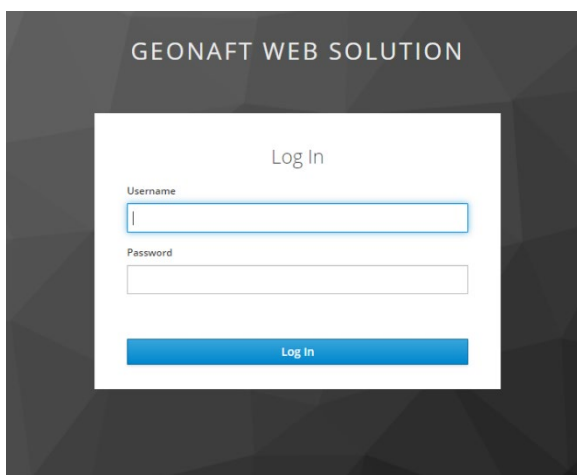 GEONAFT WEB SOLUTION
Log In
Username
Password
Log In